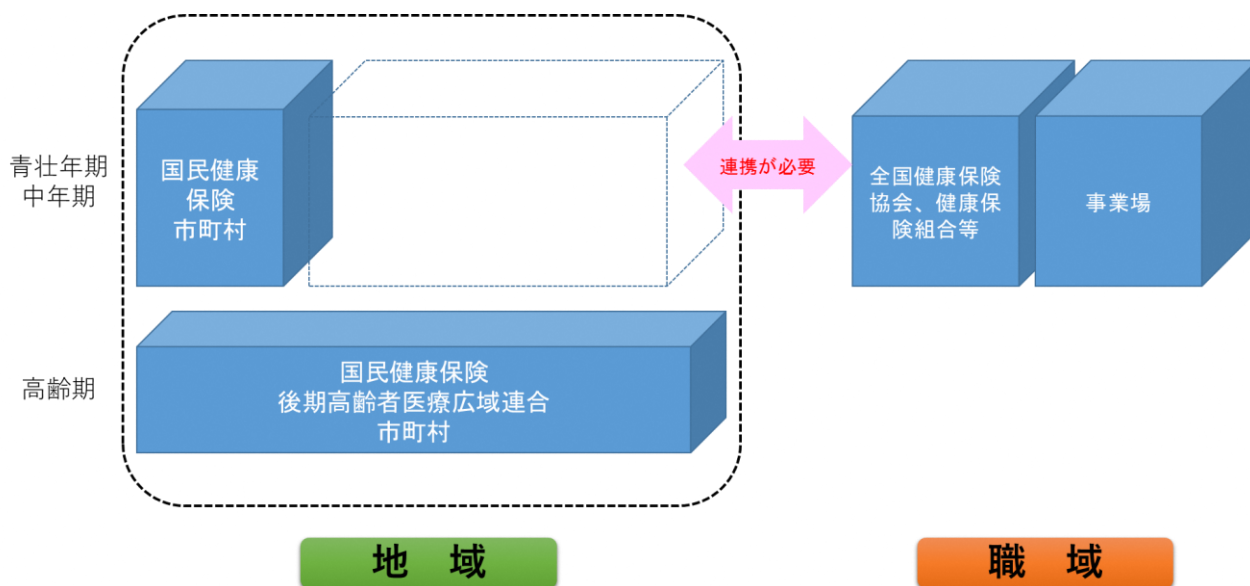 青壮年期
中年期
国民健康
保険
市町村
連携が必要
全国健康保険
協会、健康保
険組合等
事業場
高齢期
国民健康保険
後期高齢者医療広域連合
市町村
地 域
職 域